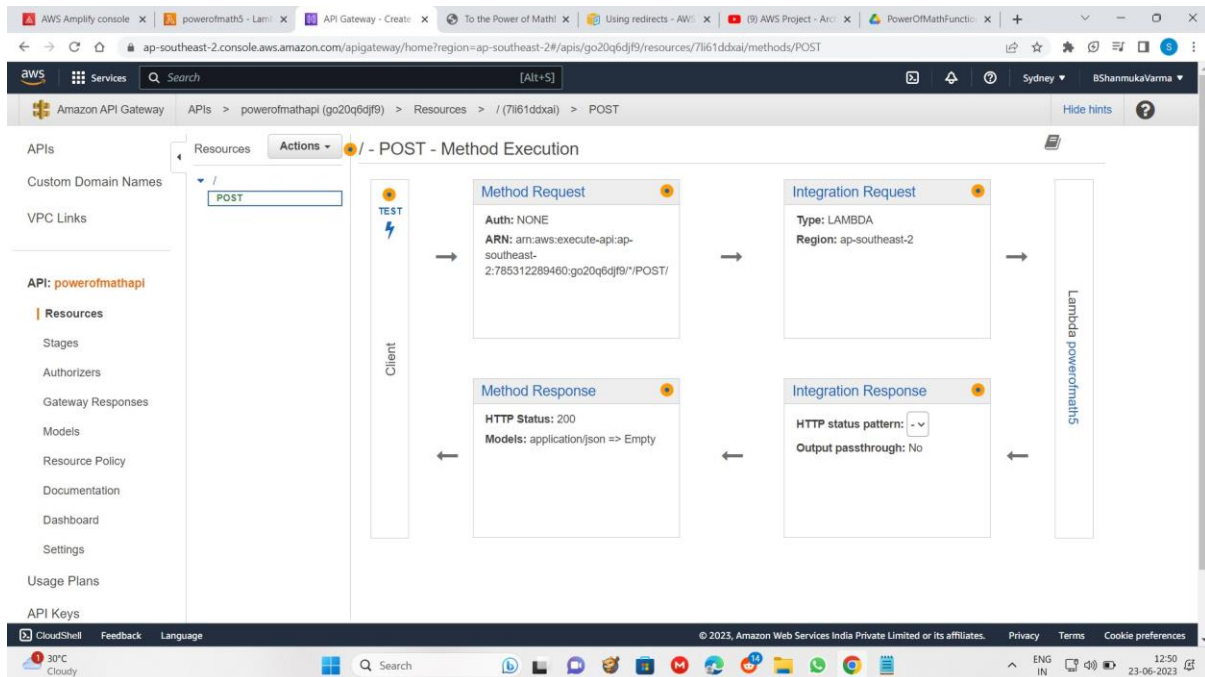 AWS Amplify console
powerofmath5 - Lam
API Gateway - Create
To the Power of Math!
Using redirects - AWS
(9) AWS Project - Arc
PowerOfMathFunctio
ap-southeast-2.console.aws.amazon.com/apigateway/home?region=ap-southeast-2#/apis/go20q6djf9/resources/7li61ddxai/methods/POST
S
aws
Services
Search
[Alt+S]
Sydney
BShanmukaVarma
Amazon API Gateway
APIs > powerofmathapi (go20q6djf9) > Resources > / (7li61ddxai) > POST
Hide hints
APIs
Custom Domain Names
VPC Links
API: powerofmathapi
Resources
Stages
Authorizers
Gateway Responses
Models
Resource Policy
Documentation
Dashboard
Settings
Usage Plans
API Keys
Resources
Actions
/
POST
/ - POST - Method Execution
TEST
Client
Method Request
Auth: NONE
ARN: arn:aws:execute-api:ap-
southeast-
2:785312289460:go20q6djf9/*/POST/
Integration Request
Type: LAMBDA
Region: ap-southeast-2
Lambda powerofmath5
Method Response
HTTP Status: 200
Models: application/json => Empty
Integration Response
HTTP status pattern: -
Output passthrough: No
CloudShell
Feedback
Language
© 2023, Amazon Web Services India Private Limited or its affiliates.
Privacy
Terms
Cookie preferences
1
30°C
Cloudy
Search
14
ENG
IN
12:50
23-06-2023